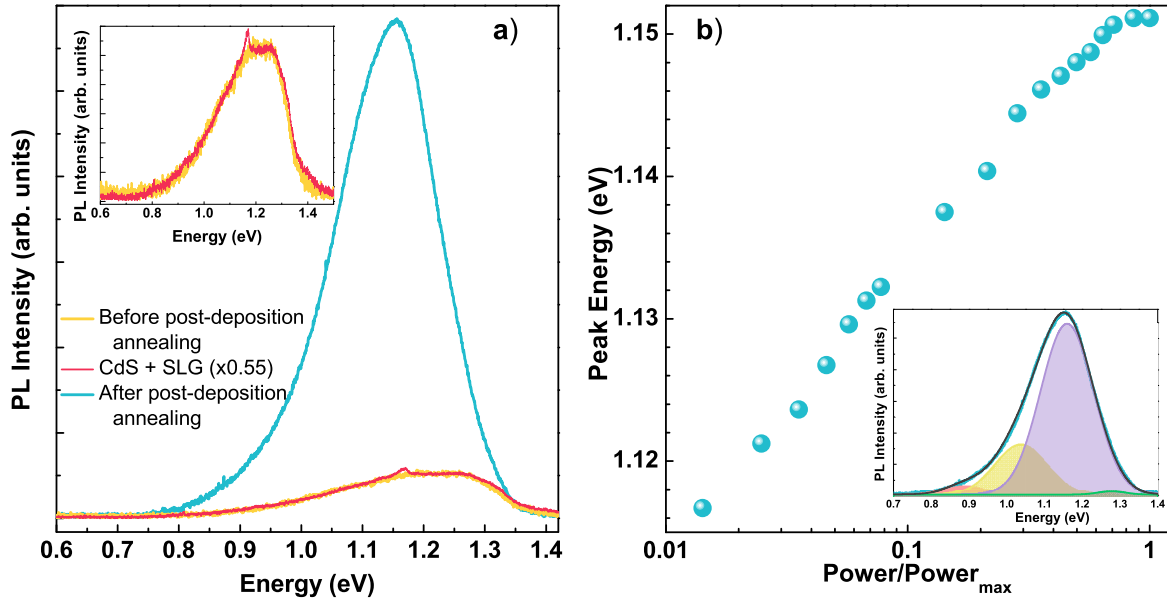 a)
PL Intensity (arb. units)
Energy (eV)
0.6 0.7 0.8 0.9 1.0 1.1 1.2 1.3 1.4
Before post-deposition
annealing
CdS + SLG (x0.55)
After post-deposition
annealing
PL Intensity (arb. units)
0.6 0.8 1.0 1.2 1.4
Energy (eV)
b)
Peak Energy (eV)
1.15
1.14
1.13
1.12
0.01 0.1 1
Power/Powermax
PL Intensity (arb. units)
0.7 0.8 0.9 1.0 1.1 1.2 1.3 1.4
Energy (eV)